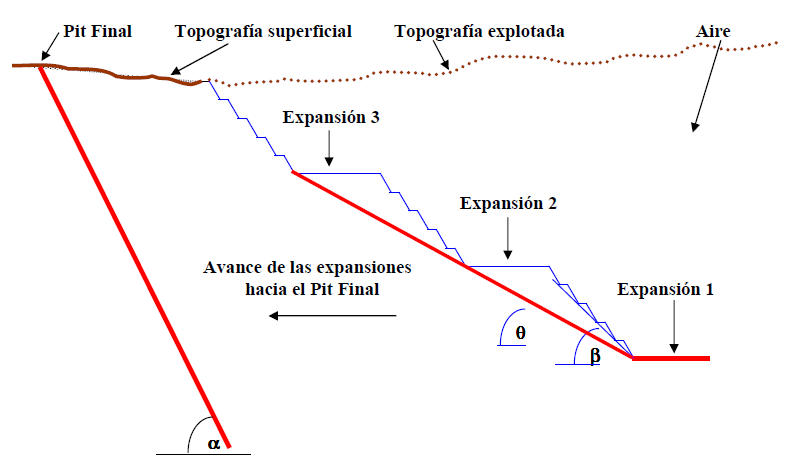 Pit Final
Topografía superficial
Topografía explotada
Aire
Expansión 3
Expansión 2
Avance de las expansiones
hacia el Pit Final
Expansión 1
θ
β
α